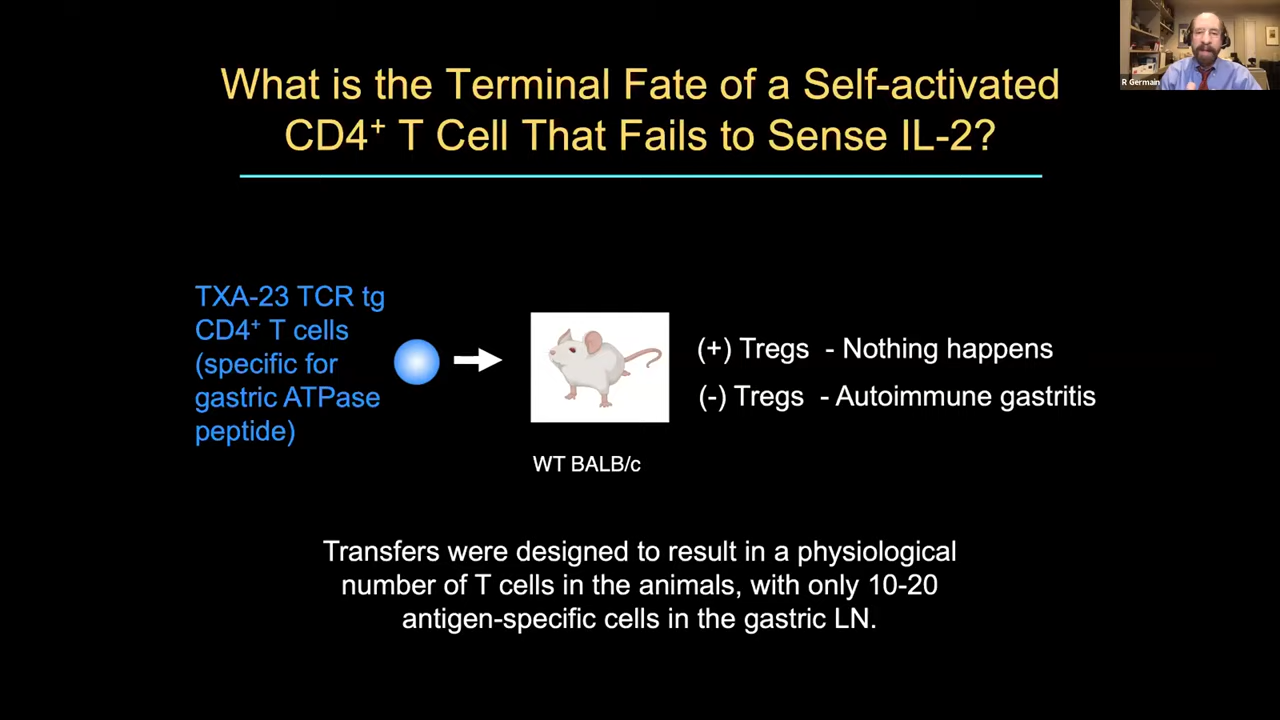 What is the Terminal Fate of a Self-activated
CD4⁺ T Cell That Fails to Sense IL-2?
R Germain
TXA-23 TCR tg
CD4⁺ T cells
(specific for
gastric ATPase
peptide)
(+) Tregs - Nothing happens
(-) Tregs - Autoimmune gastritis
WT BALB/c
Transfers were designed to result in a physiological
number of T cells in the animals, with only 10-20
antigen-specific cells in the gastric LN.